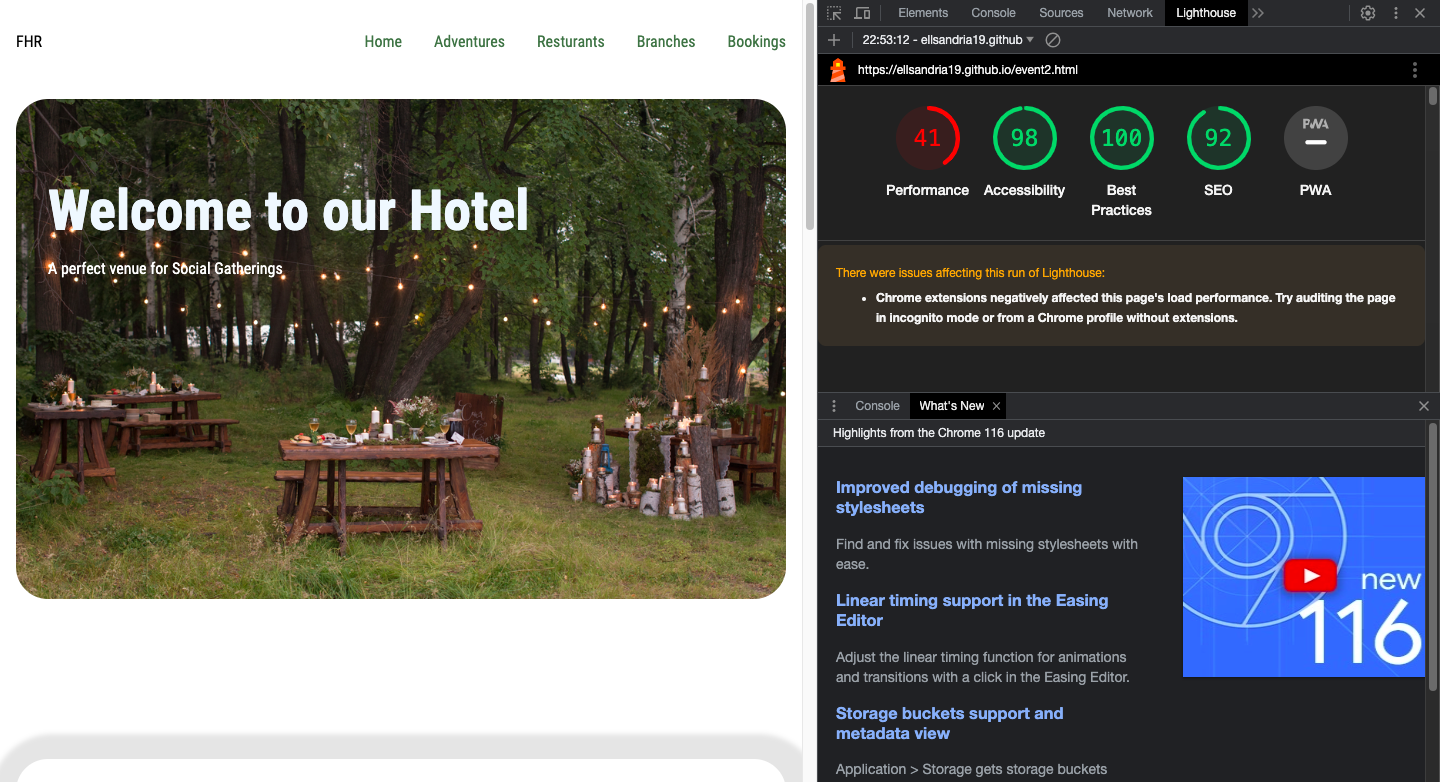 FHR
Home Adventures Resturants Branches Bookings
Welcome to our Hotel
A perfect venue for Social Gatherings
Elements Console Sources Network Lighthouse
22:53:12 - ellsandria19.github
https://ellsandria19.github.io/event2.html
41 98 100 92 PWA
Performance Accessibility Best SEO PWA
Practices
There were issues affecting this run of Lighthouse:
Chrome extensions negatively affected this page's load performance. Try auditing the page
in incognito mode or from a Chrome profile without extensions.
Console What's New
Highlights from the Chrome 116 update
Improved debugging of missing
stylesheets
Find and fix issues with missing stylesheets with
ease.
Linear timing support in the Easing
Editor
Adjust the linear timing function for animations
and transitions with a click in the Easing Editor.
Storage buckets support and
metadata view
Application > Storage gets storage buckets
new
116